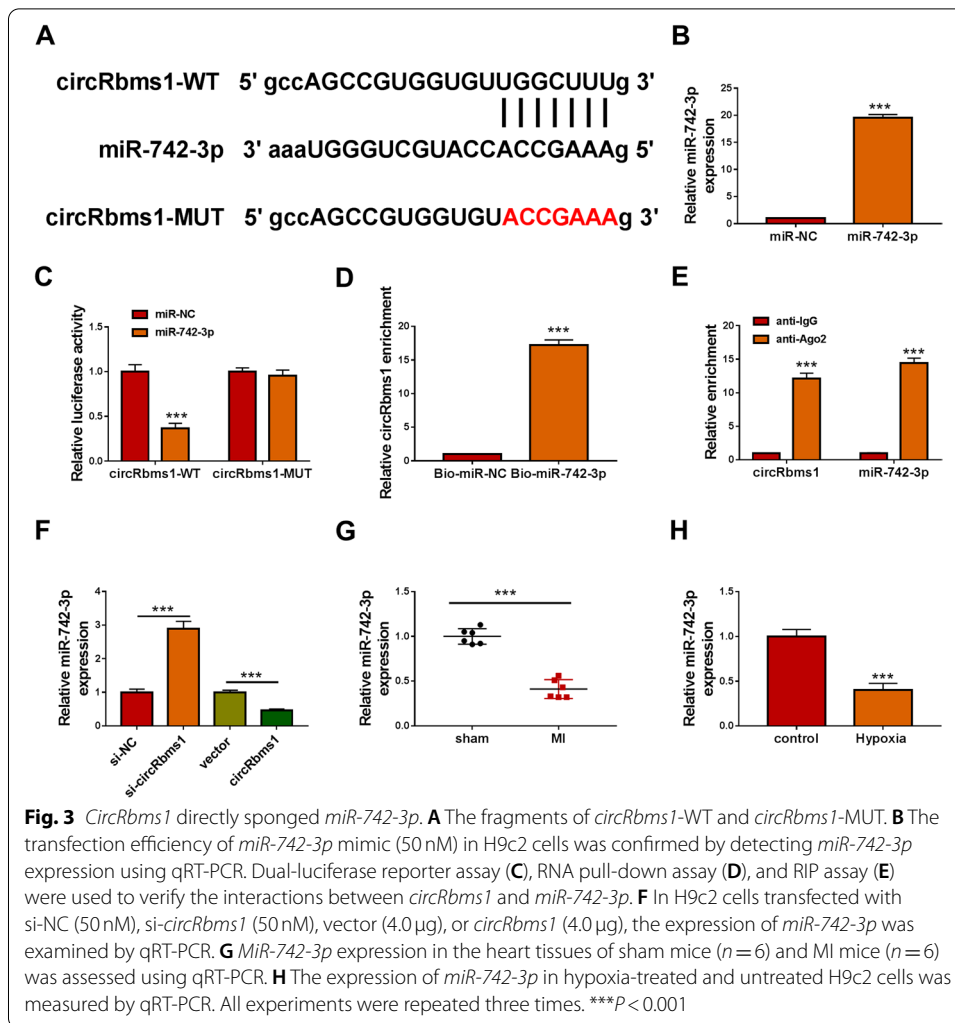 A
circRbms1-WT 5' gccAGCCGUGGUGUUGGCUUUg 3'
miR-742-3p 3' aaaUGGGUCGUACCACCGAAAg 5'
circRbms1-MUT 5' gccAGCCGUGGUGUACCGAAAg 3'
B
Relative miR-742-3p
expression
25
20
15
10
5
0
***
miR-NC miR-742-3p
C
Relative luciferase activity
1.5
1.0
0.5
0.0
miR-NC
miR-742-3p
***
circRbms1-WT circRbms1-MUT
D
Relative circRbms1 enrichment
20
15
10
5
0
***
Bio-miR-NC Bio-miR-742-3p
E
Relative enrichment
20
15
10
5
0
anti-IgG
anti-Ago2
***
***
circRbms1 miR-742-3p
F
Relative miR-742-3p
expression
4
3
2
1
0
***
***
si-NC
si-circRbms1
vector
circRbms1
G
Relative miR-742-3p
expression
1.5
1.0
0.5
0.0
***
sham MI
H
Relative miR-742-3p
expression
1.5
1.0
0.5
0.0
***
control Hypoxia
Fig. 3 CircRbms1 directly sponged miR-742-3p. A The fragments of circRbms1-WT and circRbms1-MUT. B The
transfection efficiency of miR-742-3p mimic (50 nM) in H9c2 cells was confirmed by detecting miR-742-3p
expression using qRT-PCR. Dual-luciferase reporter assay (C), RNA pull-down assay (D), and RIP assay (E)
were used to verify the interactions between circRbms1 and miR-742-3p. F In H9c2 cells transfected with
si-NC (50 nM), si-circRbms1 (50 nM), vector (4.0 μg), or circRbms1 (4.0 μg), the expression of miR-742-3p was
examined by qRT-PCR. G MiR-742-3p expression in the heart tissues of sham mice (n = 6) and MI mice (n = 6)
was assessed using qRT-PCR. H The expression of miR-742-3p in hypoxia-treated and untreated H9c2 cells was
measured by qRT-PCR. All experiments were repeated three times. ***P < 0.001